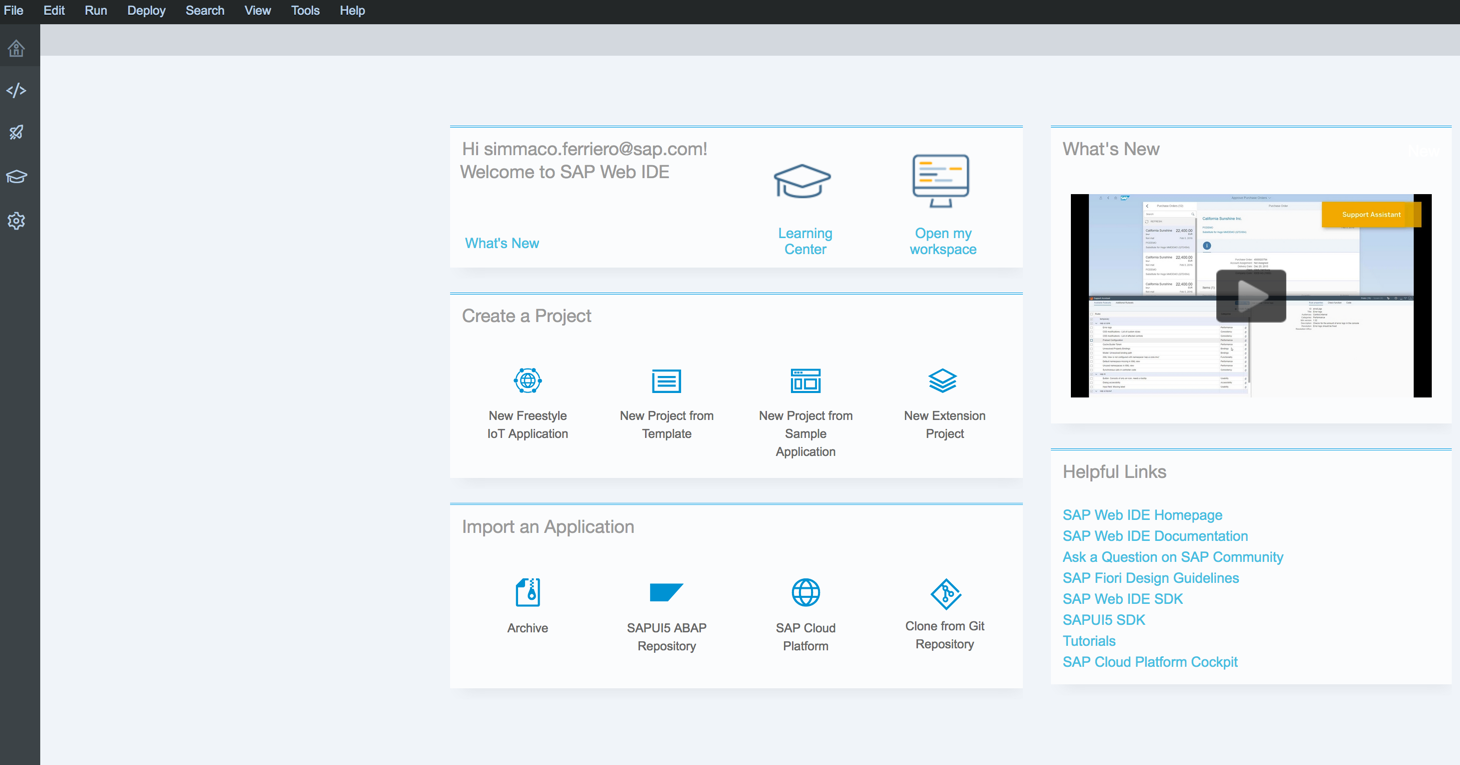 File Edit Run Deploy Search View Tools Help
Hi simmaco.ferriero@sap.com!
Welcome to SAP Web IDE
What's New
Learning
Center
Open my
workspace
Create a Project
New Freestyle
IoT Application
New Project from
Template
New Project from
Sample
Application
New Extension
Project
Import an Application
Archive
SAPUI5 ABAP
Repository
SAP Cloud
Platform
Clone from Git
Repository
What's New
Support Assistant
Helpful Links
SAP Web IDE Homepage
SAP Web IDE Documentation
Ask a Question on SAP Community
SAP Fiori Design Guidelines
SAP Web IDE SDK
SAPUI5 SDK
Tutorials
SAP Cloud Platform Cockpit